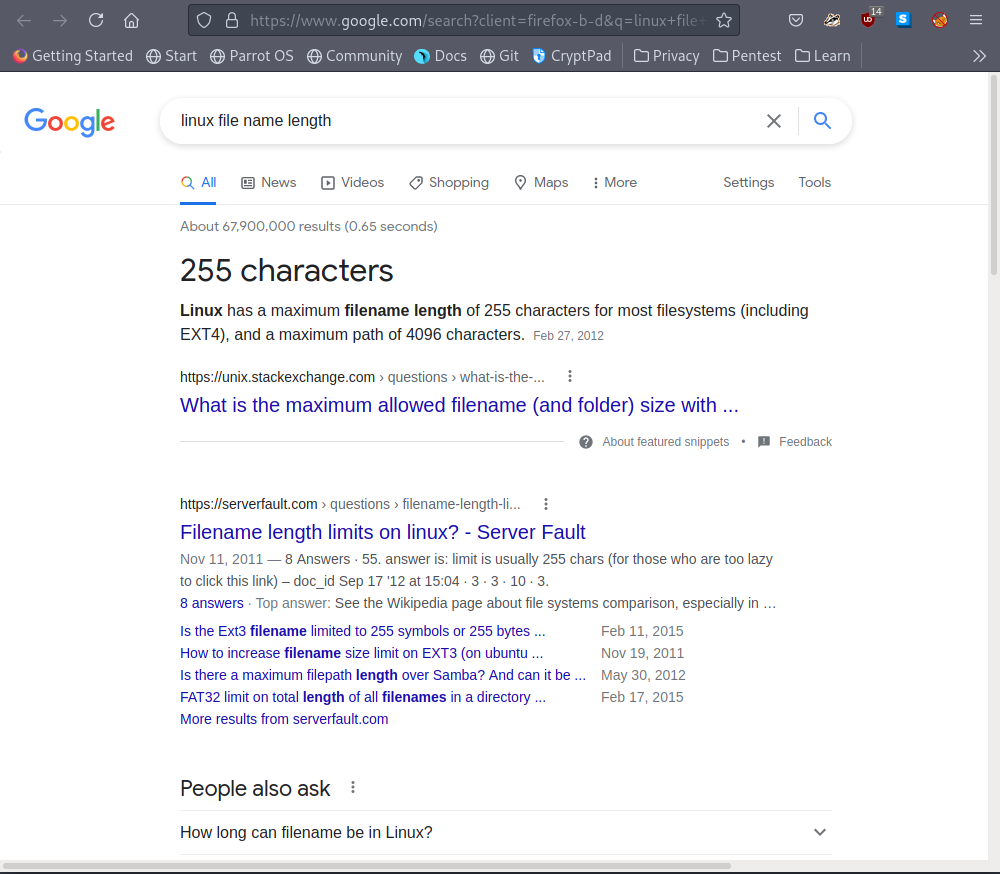 https://www.google.com/search?client=firefox-b-d&q=linux+file+
14
Getting Started Start Parrot OS Community Docs Git CryptPad Privacy Pentest Learn
Google
linux file name length
All News Videos Shopping Maps More Settings Tools
About 67,900,000 results (0.65 seconds)
255 characters
Linux has a maximum filename length of 255 characters for most filesystems (including
EXT4), and a maximum path of 4096 characters. Feb 27, 2012
https://unix.stackexchange.com › questions › what-is-the-...
What is the maximum allowed filename (and folder) size with ...
About featured snippets • Feedback
https://serverfault.com › questions › filename-length-li...
Filename length limits on linux? - Server Fault
Nov 11, 2011 — 8 Answers · 55. answer is: limit is usually 255 chars (for those who are too lazy
to click this link) – doc_id Sep 17 '12 at 15:04 · 3 · 3 · 10 · 3.
8 answers · Top answer: See the Wikipedia page about file systems comparison, especially in …
Is the Ext3 filename limited to 255 symbols or 255 bytes ... Feb 11, 2015
How to increase filename size limit on EXT3 (on ubuntu ... Nov 19, 2011
Is there a maximum filepath length over Samba? And can it be ... May 30, 2012
FAT32 limit on total length of all filenames in a directory ... Feb 17, 2015
More results from serverfault.com
People also ask
How long can filename be in Linux?